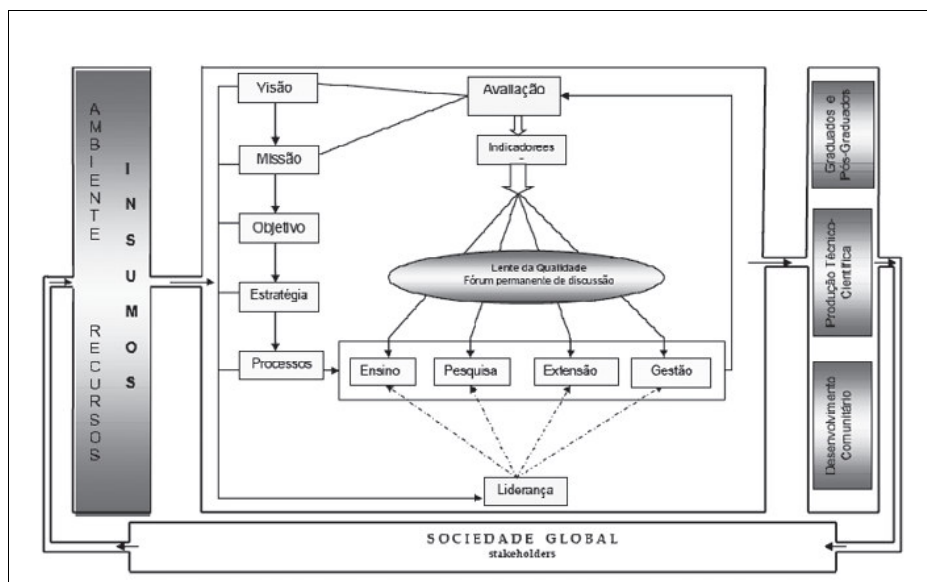 AMBIENTE
RECURSOS
INSUMOS
Visão
Missão
Objetivo
Estratégia
Processos
Avaliação
Indicadorees
-
Lente da Qualidade
Fórum permanente de discussão
Ensino
Pesquisa
Extensão
Gestão
Liderança
Graduados e
Pós-Graduados
Produção Técnico-
Científica
Desenvolvimento
Comunitário
SOCIEDADE GLOBAL
stakeholders